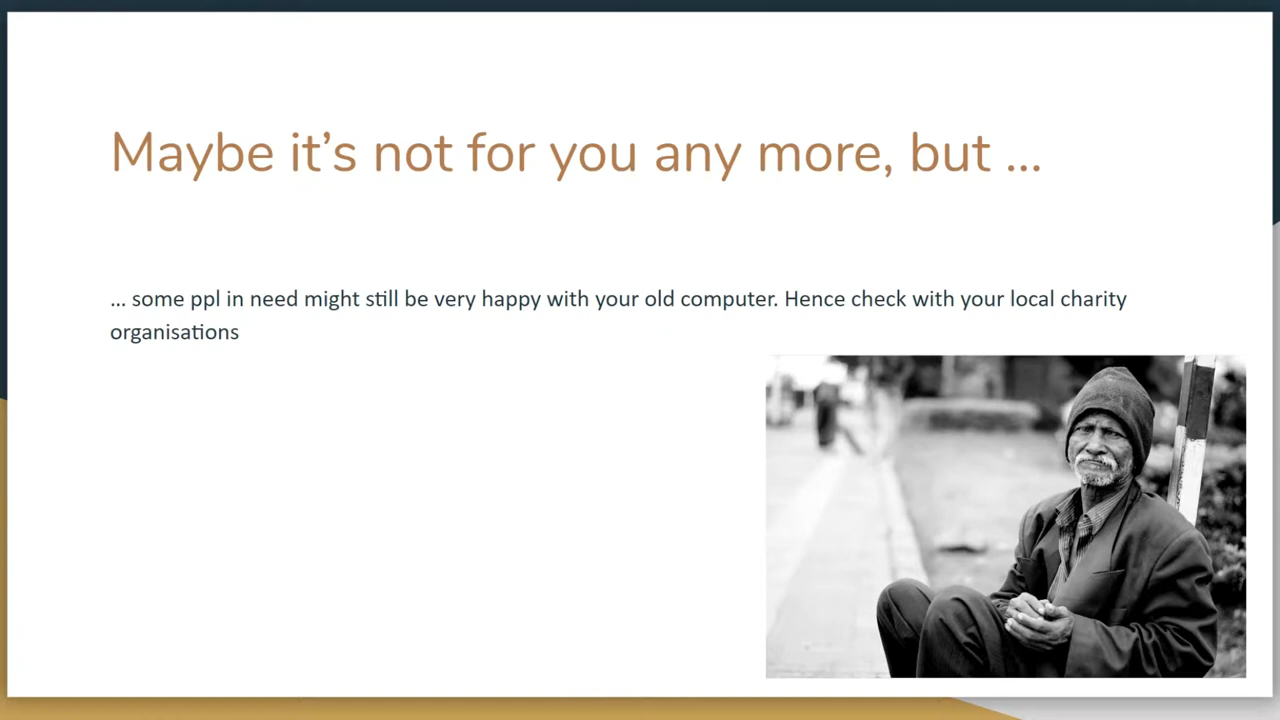 Maybe it’s not for you any more, but ...
... some ppl in need might still be very happy with your old computer. Hence check with your local charity
organisations